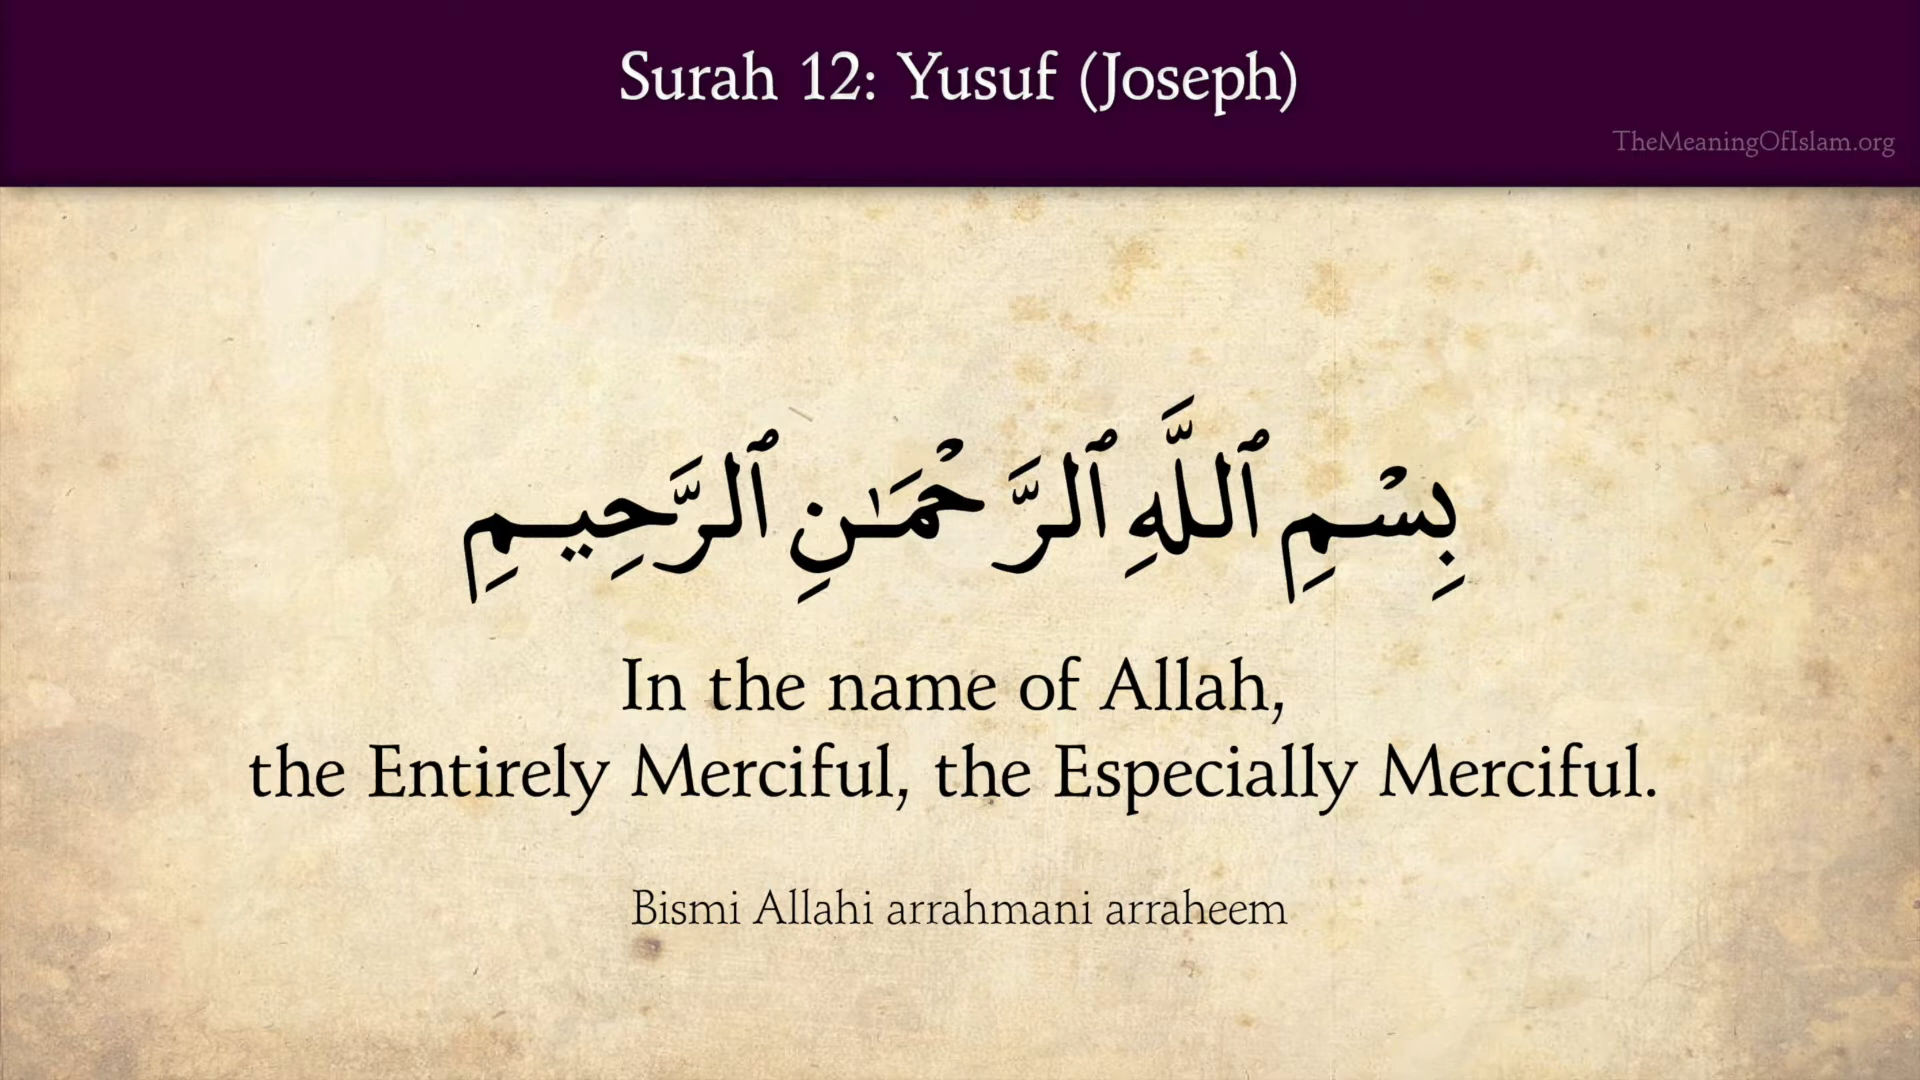 Surah 12: Yusuf (Joseph)
TheMeaningOfIslam.org
بِسْمِ ٱللَّهِ ٱلرَّحْمَـٰنِ ٱلرَّحِيمِ
In the name of Allah,
the Entirely Merciful, the Especially Merciful.
Bismi Allahi arrahmani arraheem